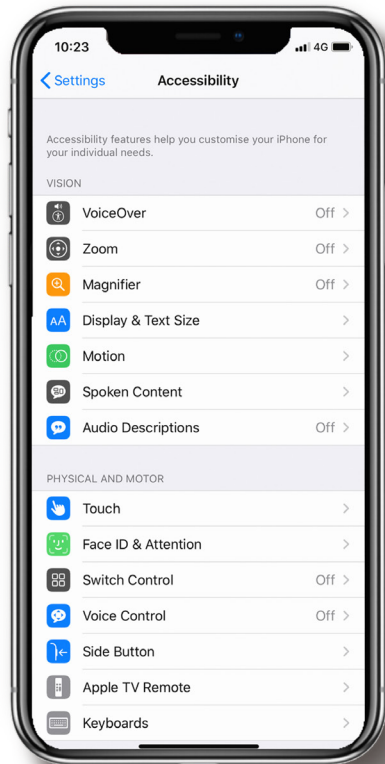 10:23
4G
Settings
Accessibility
Accessibility features help you customise your iPhone for
your individual needs.
VISION
VoiceOver Off
Zoom Off
Magnifier Off
AA Display & Text Size
Motion
Spoken Content
Audio Descriptions Off
PHYSICAL AND MOTOR
Touch
Face ID & Attention
Switch Control Off
Voice Control Off
Side Button
Apple TV Remote
Keyboards